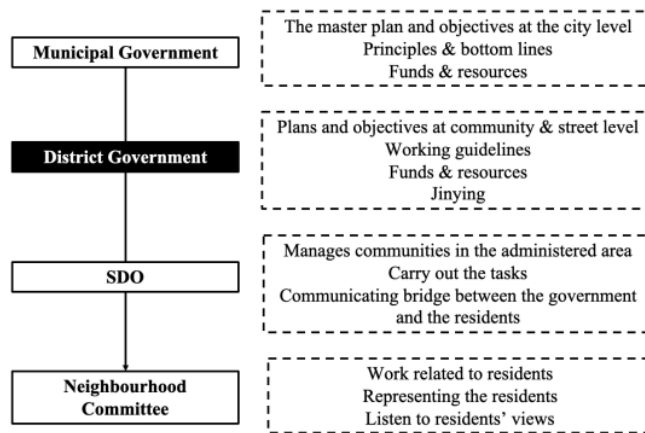 Municipal Government
The master plan and objectives at the city level
Principles & bottom lines
Funds & resources
District Government
Plans and objectives at community & street level
Working guidelines
Funds & resources
Jinying
SDO
Manages communities in the administered area
Carry out the tasks
Communicating bridge between the government
and the residents
Neighbourhood
Committee
Work related to residents
Representing the residents
Listen to residents’ views